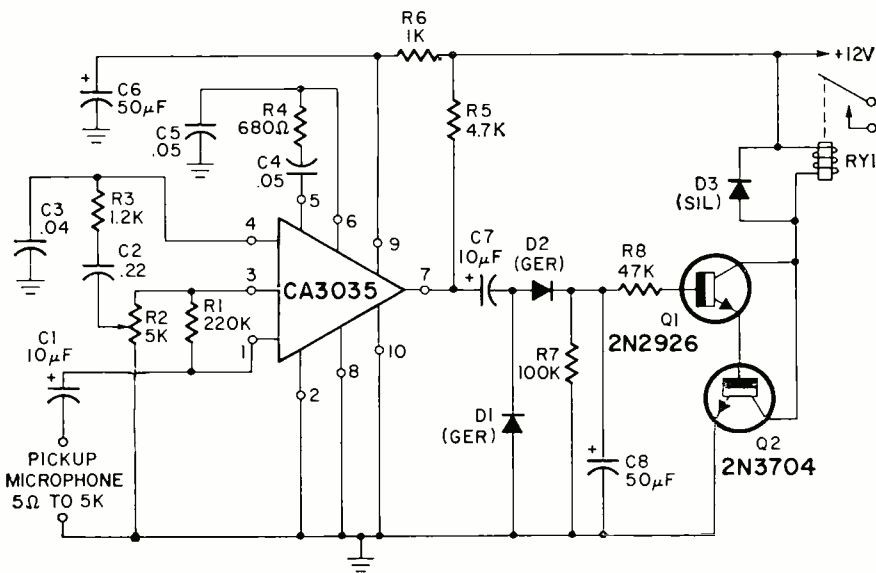 R6
1K
+12V
+
C6
50µF
C5
.05
R4
680Ω
C4
.05
R5
4.7K
D3
(SIL)
RY1
C3
.04
R3
1.2K
C2
.22
4
5
6
9
3
CA3035
7
C7
10µF
+
D2
(GER)
R8
47K
Q1
2N2926
R2
5K
R1
220K
1
C1
10µF
+
2
8
10
R7
100K
D1
(GER)
+
C8
50µF
Q2
2N3704
PICKUP
MICROPHONE
5Ω TO 5K